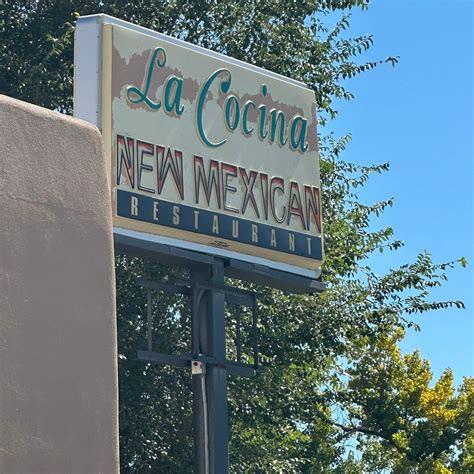 La Cocina
NEW MEXICAN
RESTAURANT